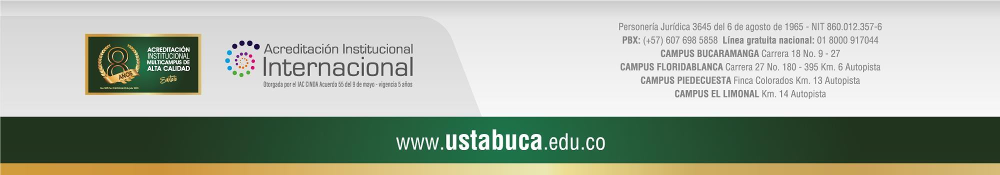 8 AÑOS
ACREDITACIÓN
INSTITUCIONAL
MULTICAMPUS DE
ALTA CALIDAD
Santoto
Acreditación Institucional
Internacional
Otorgada por el IAC CINDA Acuerdo 55 del 9 de mayo - vigencia 5 años
Personería Jurídica 3645 del 6 de agosto de 1965 - NIT 860.012.357-6
PBX: (+57) 607 698 5858 Línea gratuita nacional: 01 8000 917044
CAMPUS BUCARAMANGA Carrera 18 No. 9 - 27
CAMPUS FLORIDABLANCA Carrera 27 No. 180 - 395 Km. 6 Autopista
CAMPUS PIEDECUESTA Finca Colorados Km. 13 Autopista
CAMPUS EL LIMONAL Km. 14 Autopista
www.ustabuca.edu.co